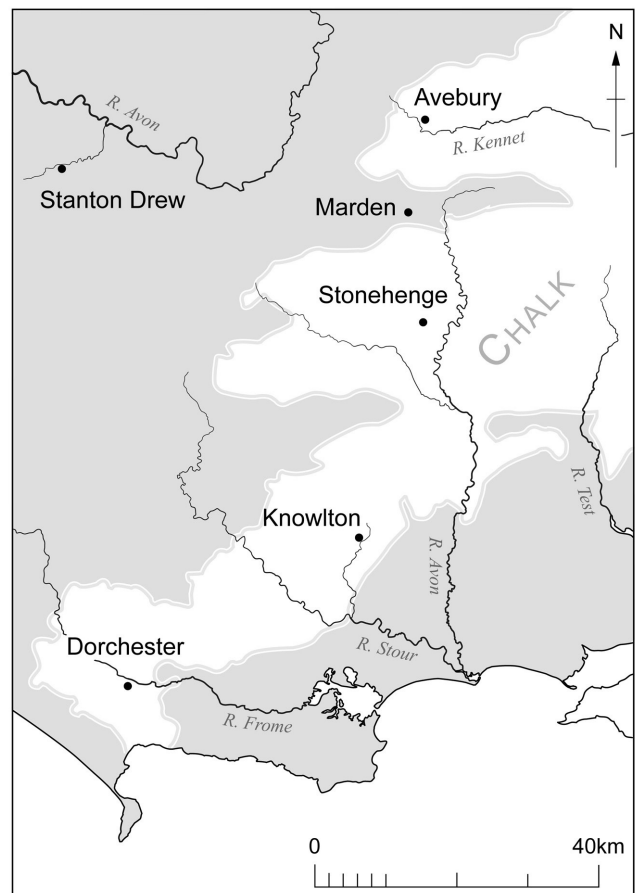 N
R. Avon
Avebury
R. Kennet
Stanton Drew
Marden
Stonehenge
CHALK
Knowlton
R. Test
R. Avon
Dorchester
R. Stour
R. Frome
0
40km